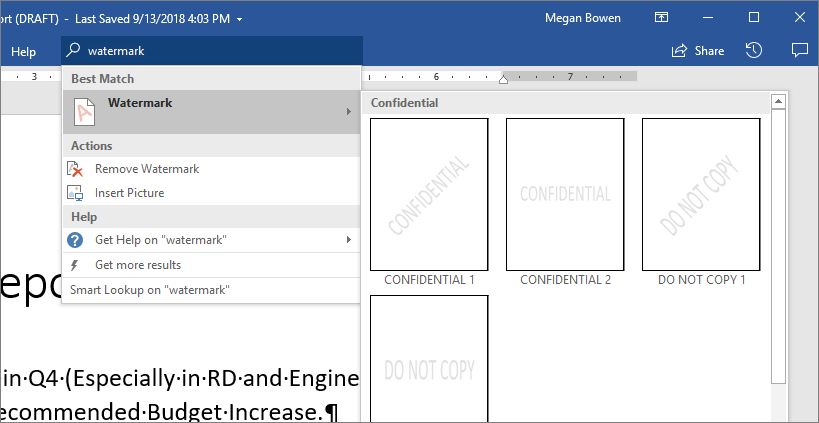 ort (DRAFT) - Last Saved 9/13/2018 4:03 PM
Megan Bowen
Help
watermark
Share
3
6
7
Best Match
Watermark
Actions
Remove Watermark
Insert Picture
Help
Get Help on "watermark"
Get more results
Smart Lookup on "watermark"
Confidential
CONFIDENTIAL
CONFIDENTIAL
DO NOT COPY
CONFIDENTIAL 1
CONFIDENTIAL 2
DO NOT COPY 1
DO NOT COPY
epo
in·Q4·(Especially·in·RD·and·Engine
ecommended·Budget·Increase.¶